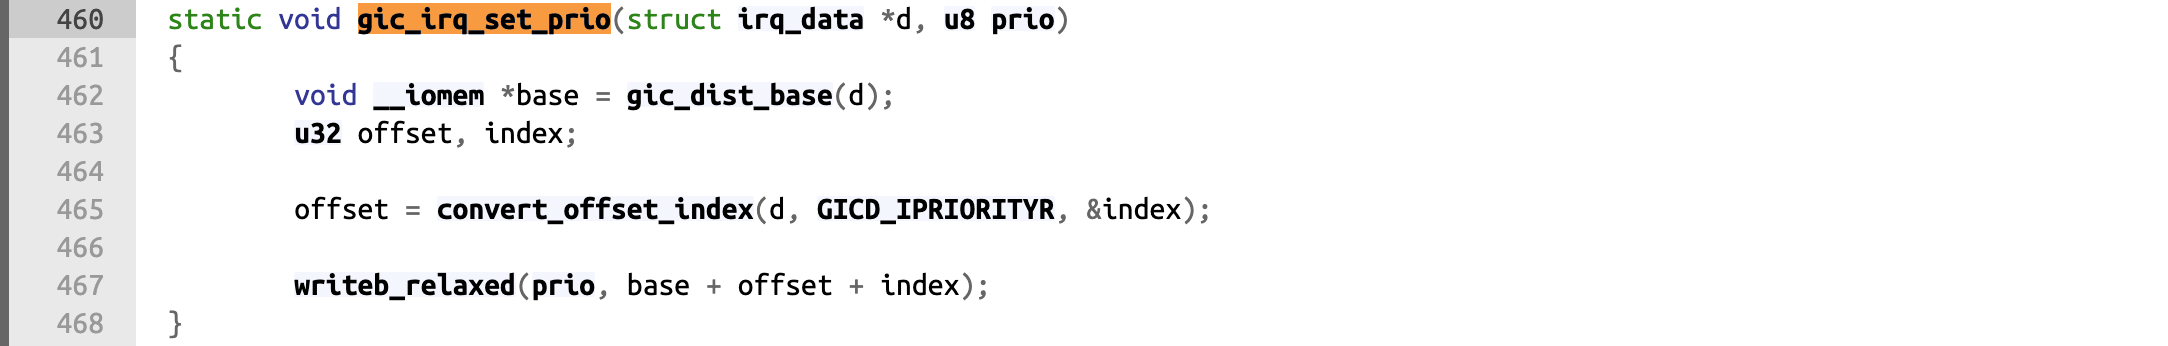 460 static void gic_irq_set_prio(struct irq_data *d, u8 prio)
461 {
462 void __iomem *base = gic_dist_base(d);
463 u32 offset, index;
464
465 offset = convert_offset_index(d, GICD_IPRIORITYR, &index);
466
467 writeb_relaxed(prio, base + offset + index);
468 }